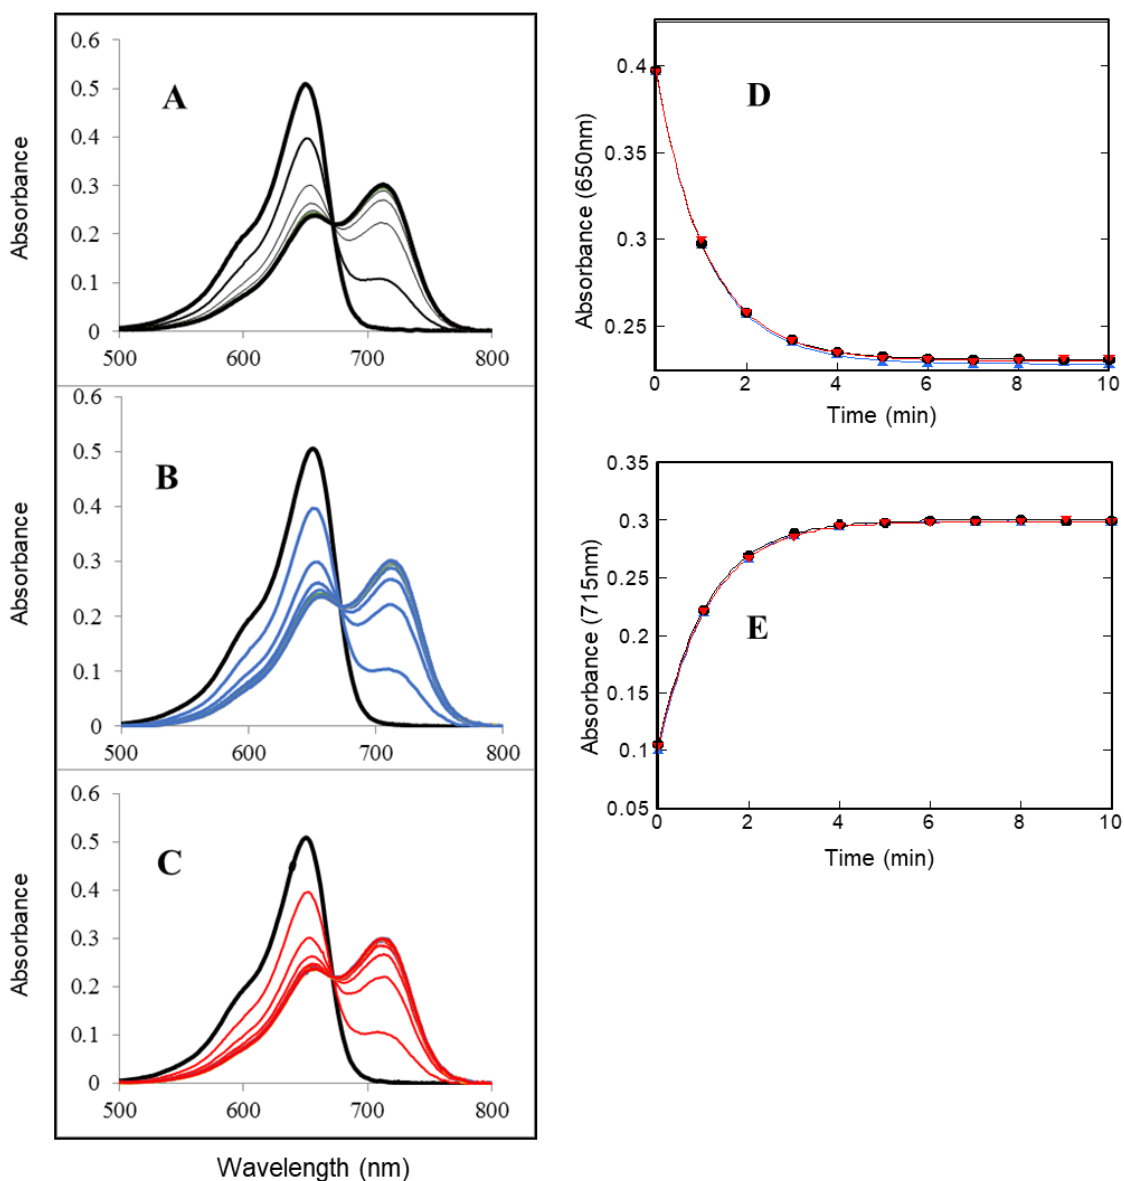 A
Absorbance
0.6
0.5
0.4
0.3
0.2
0.1
0
500 600 700 800
B
Absorbance
0.6
0.5
0.4
0.3
0.2
0.1
0
500 600 700 800
C
Absorbance
0.6
0.5
0.4
0.3
0.2
0.1
0
500 600 700 800
Wavelength (nm)
D
Absorbance (650nm)
0.4
0.35
0.3
0.25
0 2 4 6 8 10
Time (min)
E
Absorbance (715nm)
0.35
0.3
0.25
0.2
0.15
0.1
0.05
0 2 4 6 8 10
Time (min)